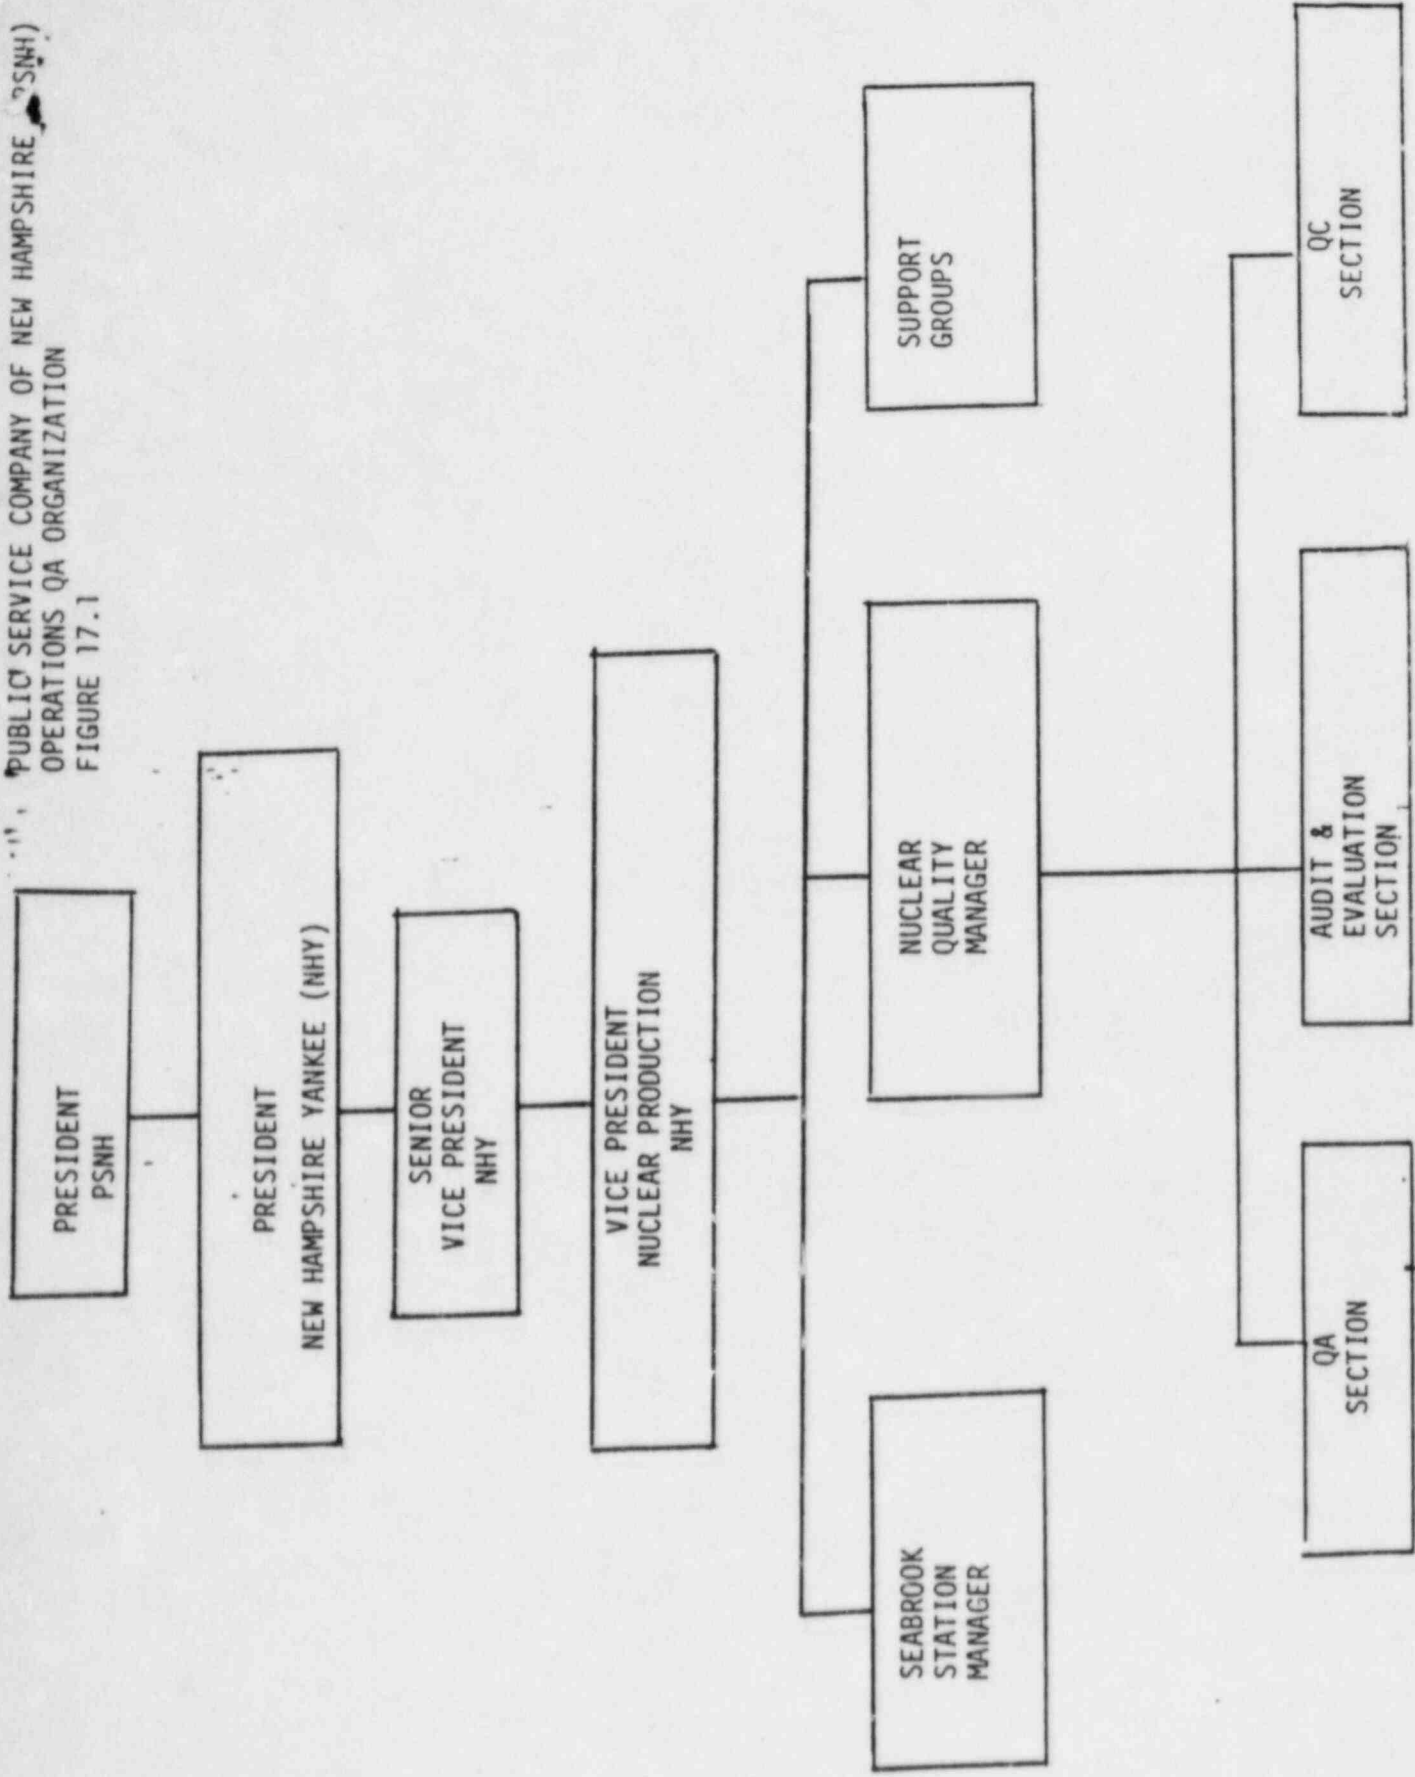 PUBLIC SERVICE COMPANY OF NEW HAMPSHIRE (PSNH)
OPERATIONS QA ORGANIZATION
FIGURE 17.1
PRESIDENT
PSNH
PRESIDENT
NEW HAMPSHIRE YANKEE (NHY)
SENIOR
VICE PRESIDENT
NHY
VICE PRESIDENT
NUCLEAR PRODUCTION
NHY
SEABROOK
STATION
MANAGER
NUCLEAR
QUALITY
MANAGER
SUPPORT
GROUPS
QA
SECTION
AUDIT &
EVALUATION
SECTION
QC
SECTION